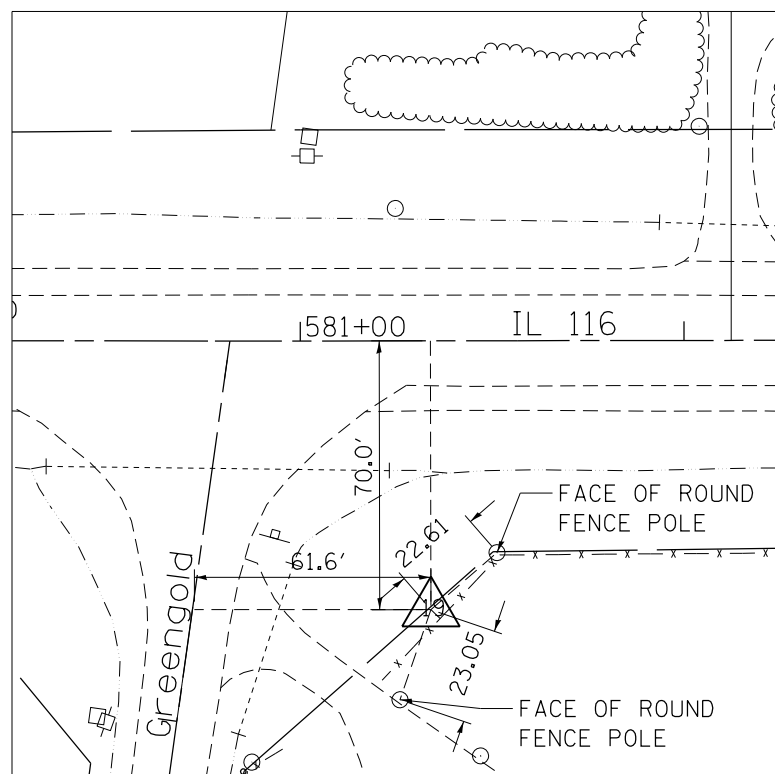 581+00
IL 116
70.0'
FACE OF ROUND
FENCE POLE
22.61
61.6'
19
Greengold
23.05
FACE OF ROUND
FENCE POLE